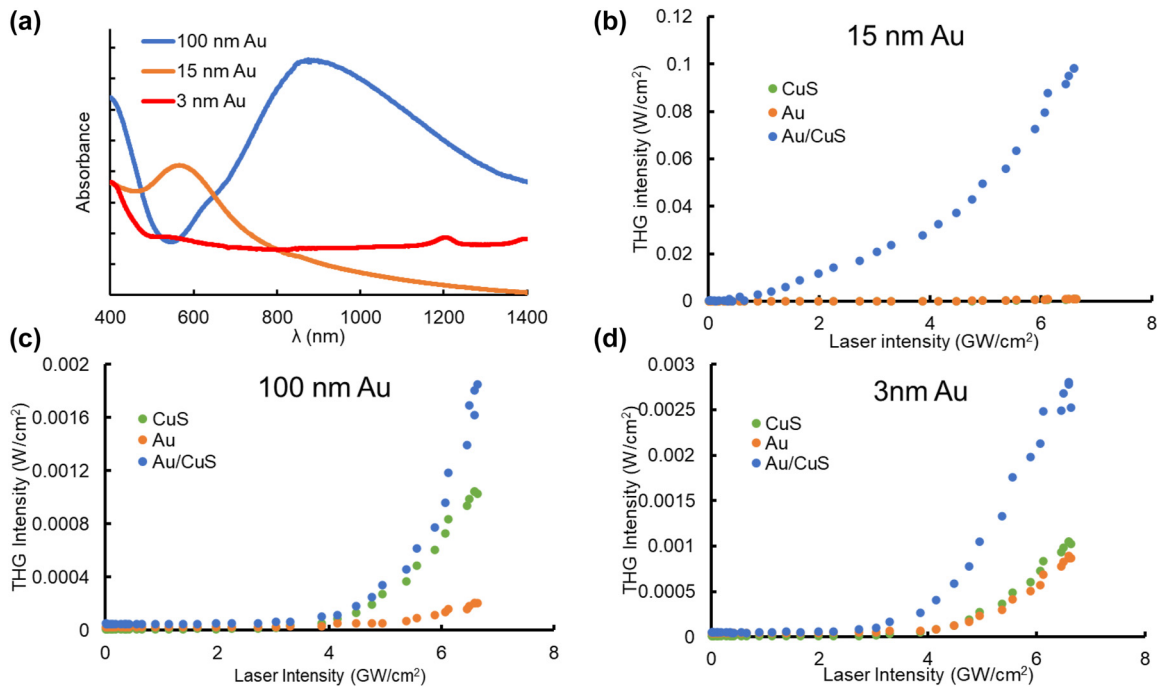 (a)
100 nm Au
15 nm Au
3 nm Au
Absorbance
400 600 800 1000 1200 1400
λ (nm)
(b)
15 nm Au
CuS
Au
Au/CuS
THG intensity (W/cm²)
0.12
0.1
0.08
0.06
0.04
0.02
0
0 2 4 6 8
Laser intensity (GW/cm²)
(c)
100 nm Au
CuS
Au
Au/CuS
THG Intensity (W/cm²)
0.002
0.0016
0.0012
0.0008
0.0004
0
0 2 4 6 8
Laser Intensity (GW/cm²)
(d)
3nm Au
CuS
Au
Au/CuS
THG Intensity (W/cm²)
0.003
0.0025
0.002
0.0015
0.001
0.0005
0
0 2 4 6 8
Laser Intensity (GW/cm²)